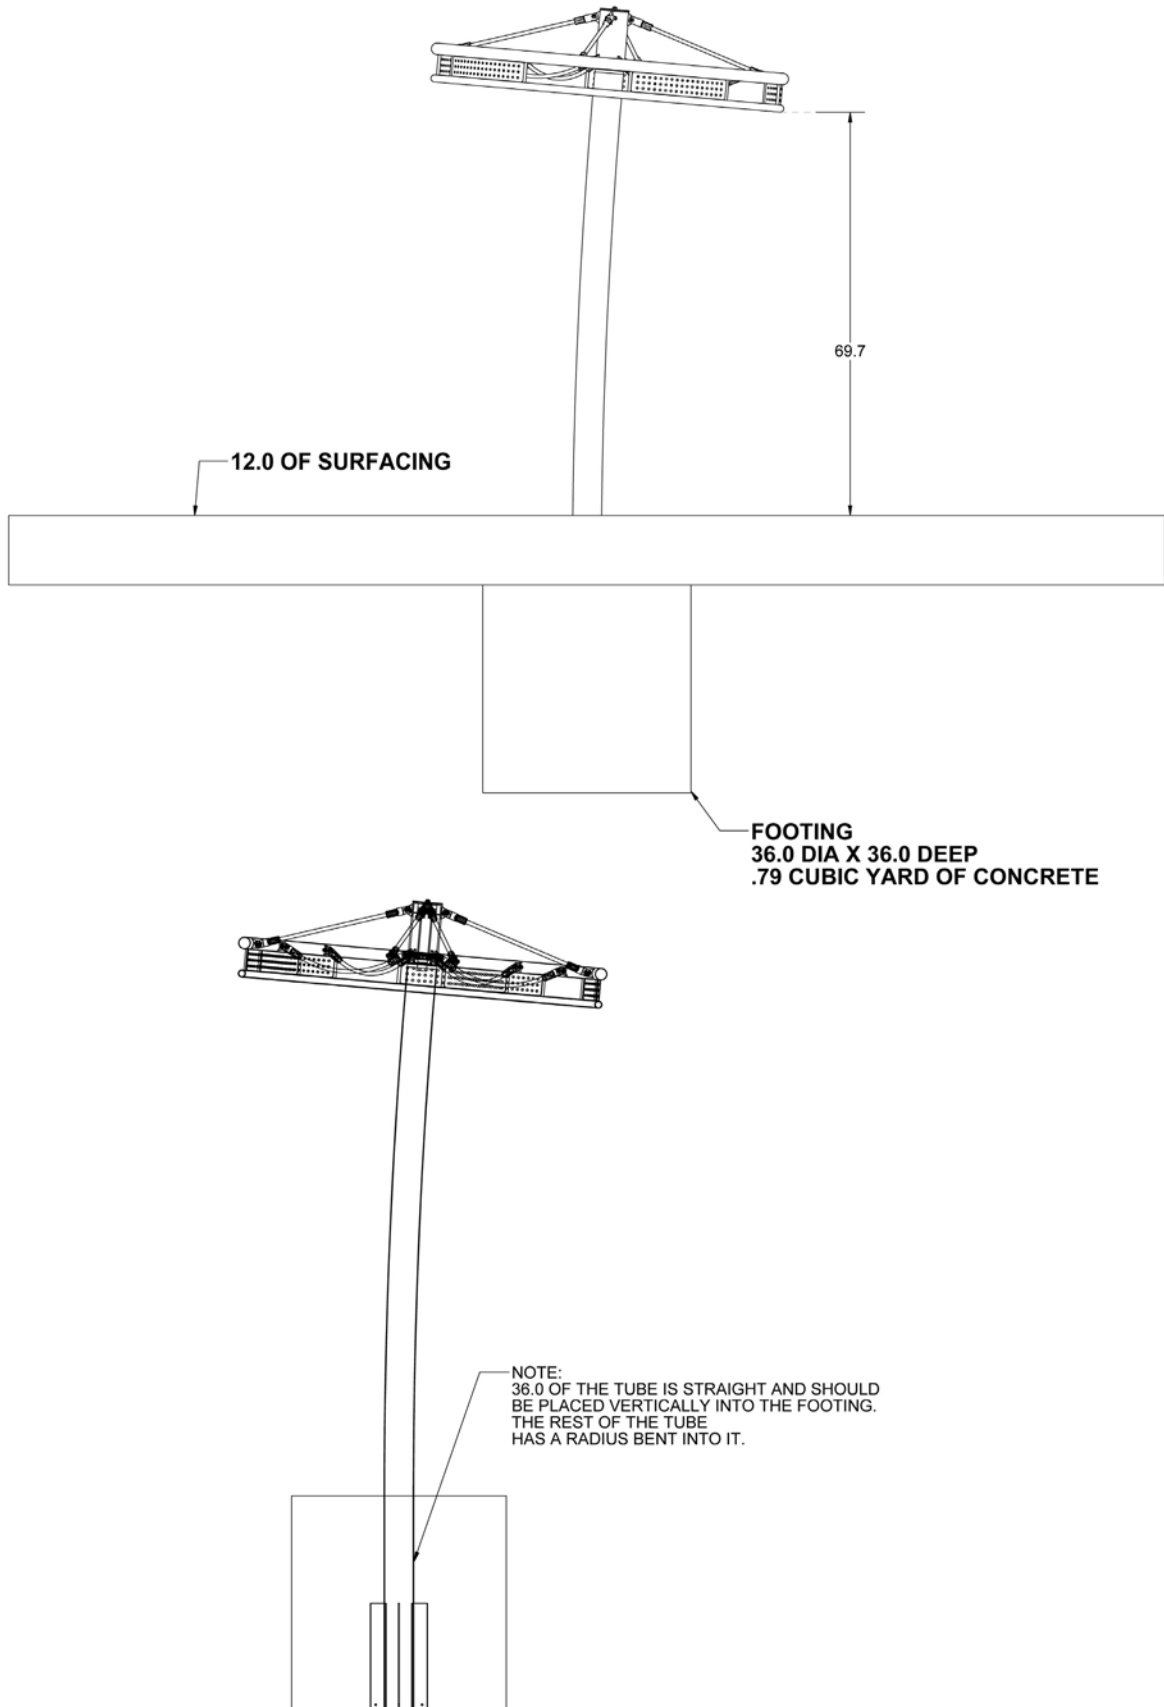 69.7
12.0 OF SURFACING
FOOTING
36.0 DIA X 36.0 DEEP
.79 CUBIC YARD OF CONCRETE
NOTE:
36.0 OF THE TUBE IS STRAIGHT AND SHOULD
BE PLACED VERTICALLY INTO THE FOOTING.
THE REST OF THE TUBE
HAS A RADIUS BENT INTO IT.